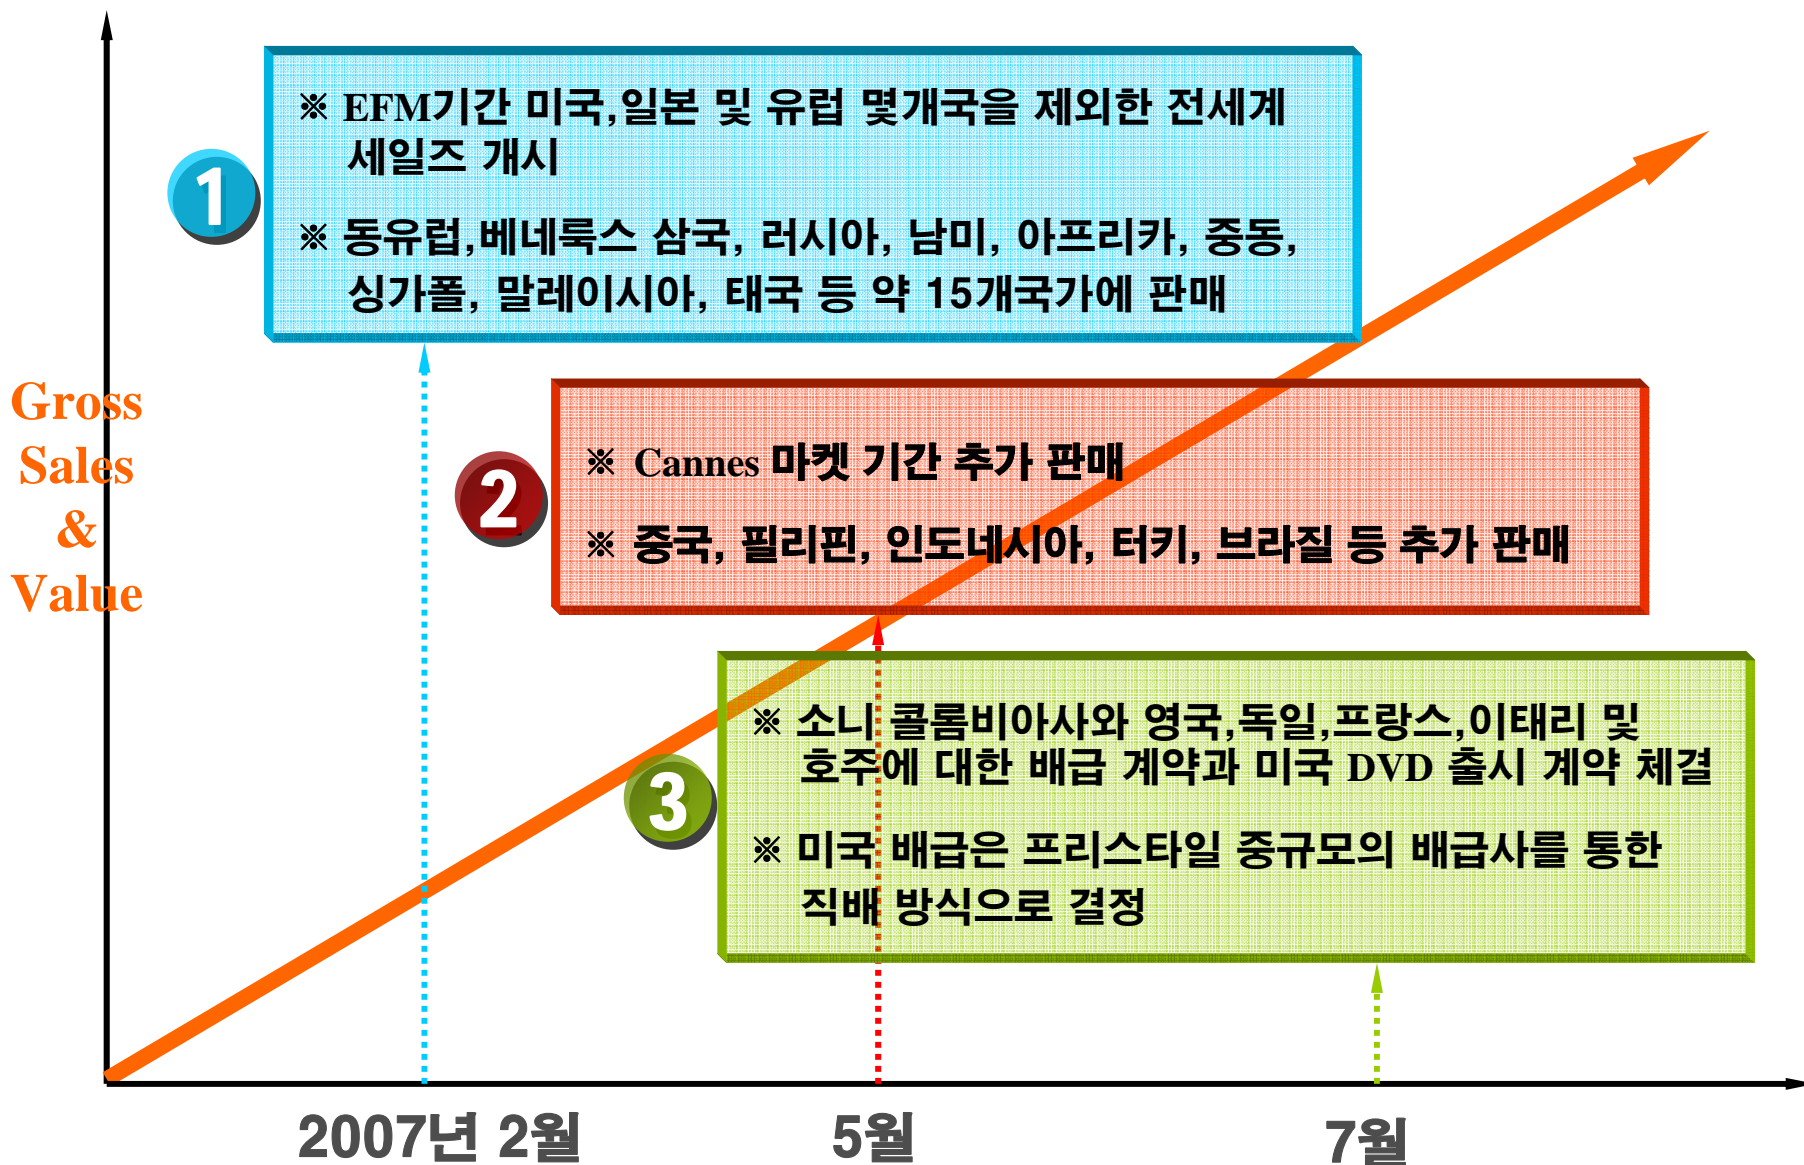 1
※ EFM기간 미국,일본 및 유럽 몇개국을 제외한 전세계
세일즈 개시
※ 동유럽,베네룩스 삼국, 러시아, 남미, 아프리카, 중동,
싱가폴, 말레이시아, 태국 등 약 15개국가에 판매
Gross
Sales
&
Value
2
※ Cannes 마켓 기간 추가 판매
※ 중국, 필리핀, 인도네시아, 터키, 브라질 등 추가 판매
3
※ 소니 콜롬비아사와 영국,독일,프랑스,이태리 및
호주에 대한 배급 계약과 미국 DVD 출시 계약 체결
※ 미국 배급은 프리스타일 중규모의 배급사를 통한
직배 방식으로 결정
2007년 2월
5월
7월